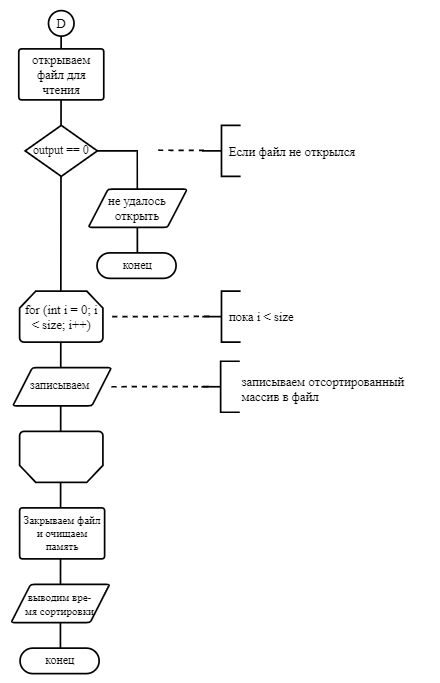 D
открываем
файл для
чтения
output == 0
Если файл не открылся
не удалось
открыть
конец
for (int i = 0; i
< size; i++)
пока i < size
записываем
записываем отсортированный
массив в файл
Закрываем файл
и очищаем
память
выводим вре-
мя сортировки
конец